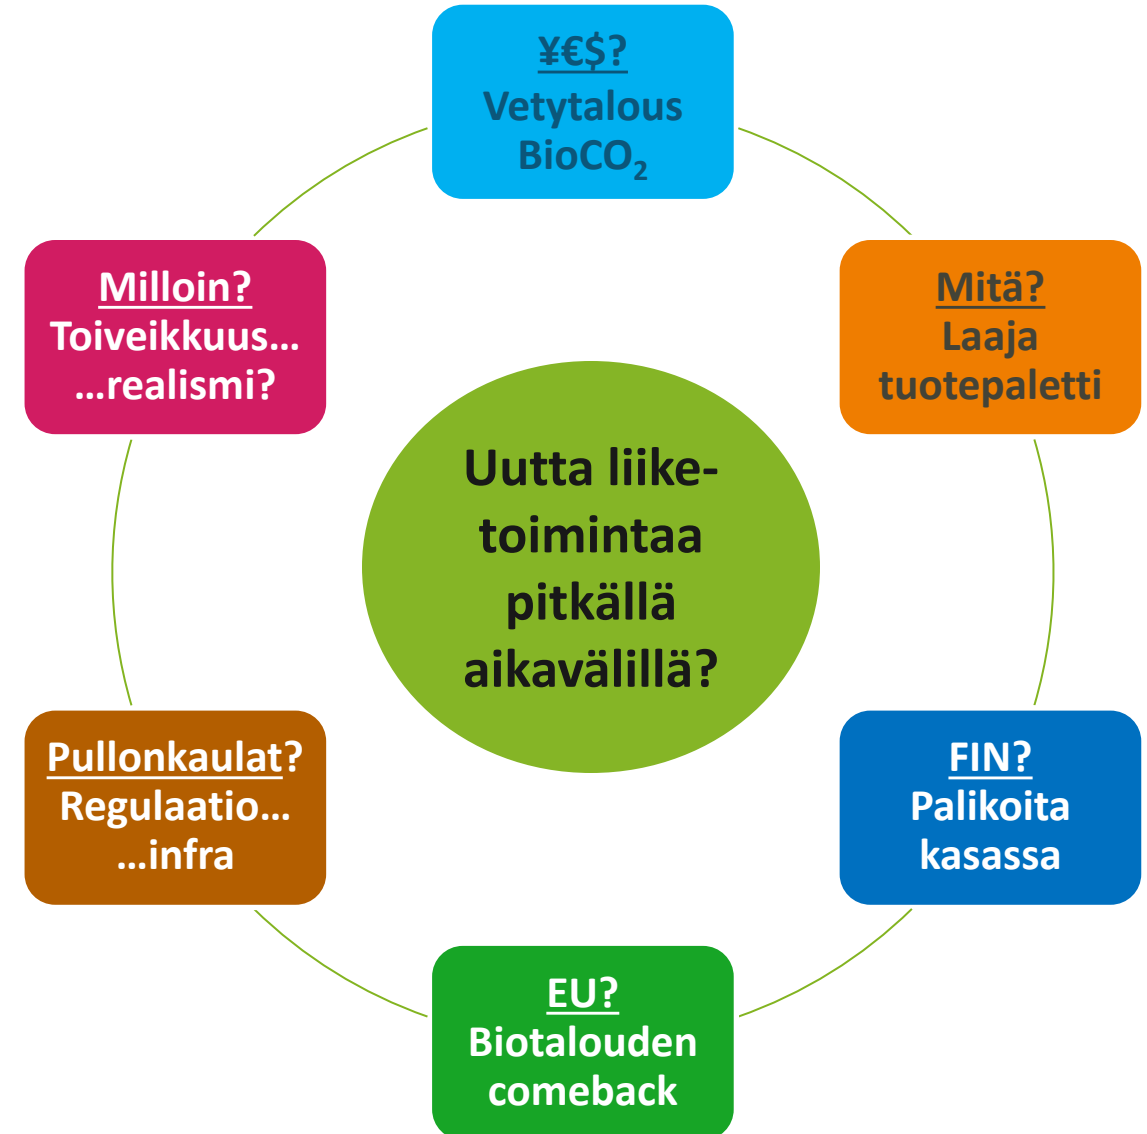 ¥€$?
Vetytalous
BioCO₂
Milloin?
Toiveikkuus…
…realismi?
Mitä?
Laaja
tuotepaletti
Uutta liike-
toimintaa
pitkällä
aikavälillä?
Pullonkaulat?
Regulaatio…
…infra
FIN?
Palikoita
kasassa
EU?
Biotalouden
comeback